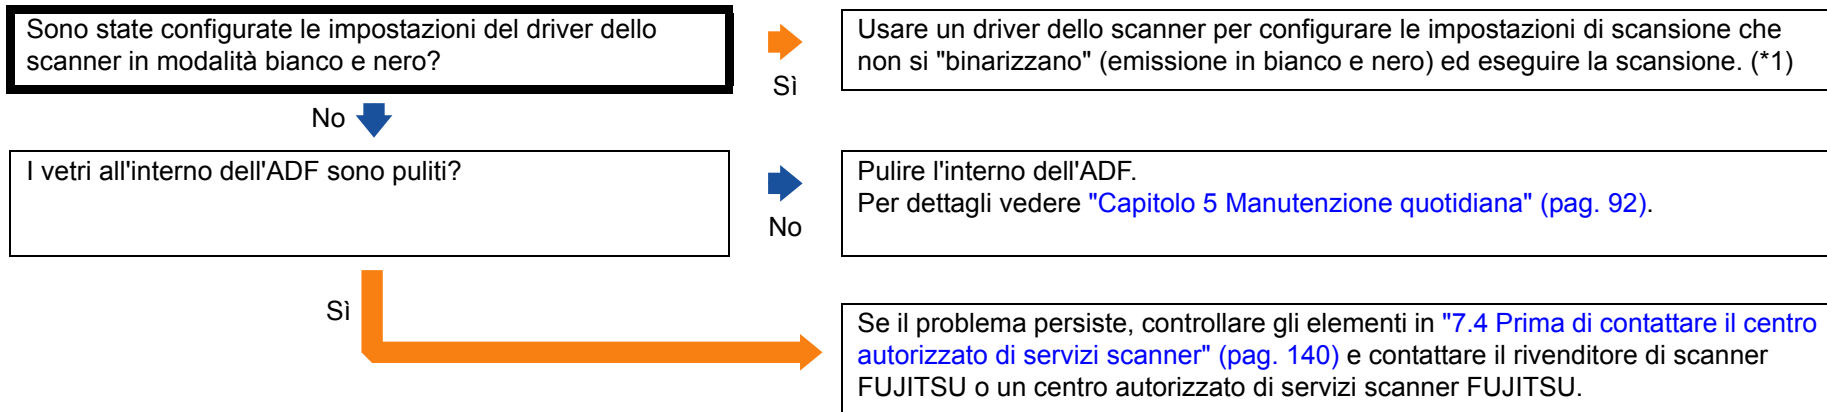 Sono state configurate le impostazioni del driver dello
scanner in modalità bianco e nero?
Sì
Usare un driver dello scanner per configurare le impostazioni di scansione che
non si "binarizzano" (emissione in bianco e nero) ed eseguire la scansione. (*1)
No
I vetri all'interno dell'ADF sono puliti?
No
Pulire l'interno dell'ADF.
Per dettagli vedere "Capitolo 5 Manutenzione quotidiana" (pag. 92).
Sì
Se il problema persiste, controllare gli elementi in "7.4 Prima di contattare il centro
autorizzato di servizi scanner" (pag. 140) e contattare il rivenditore di scanner
FUJITSU o un centro autorizzato di servizi scanner FUJITSU.